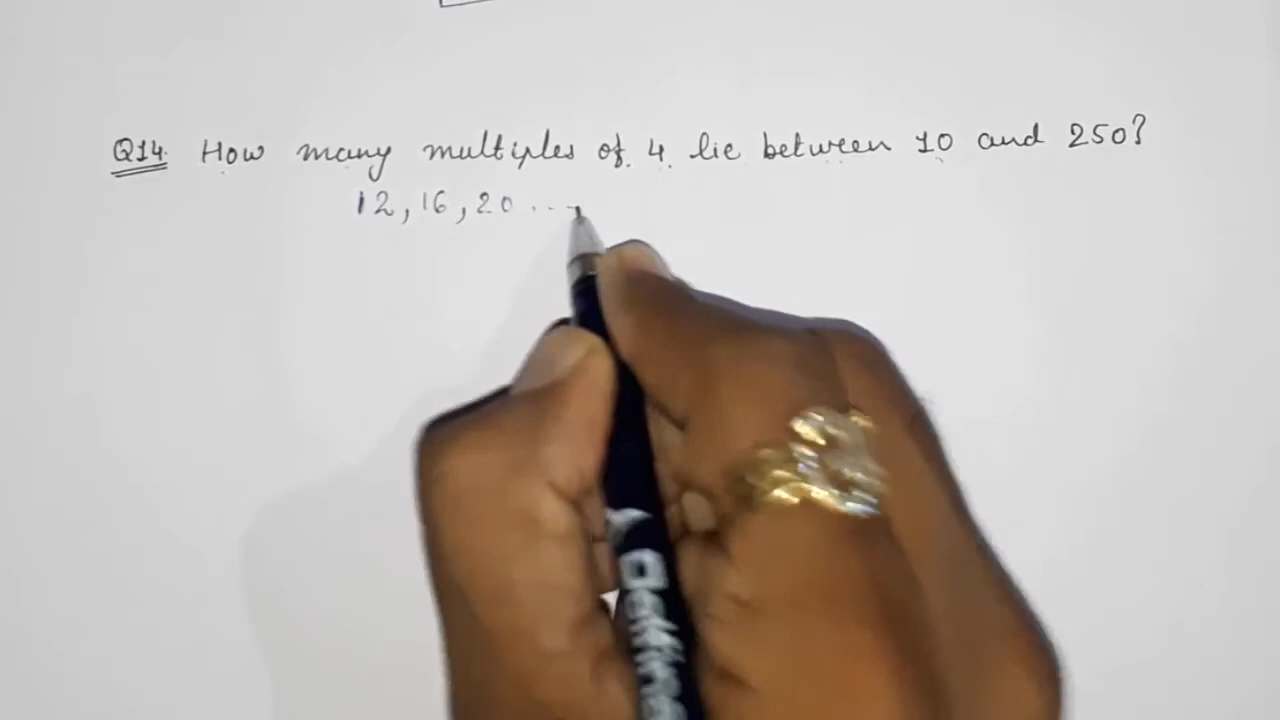 Q14. How many multiples of 4 lie between 10 and 250?
12, 16, 20 ...